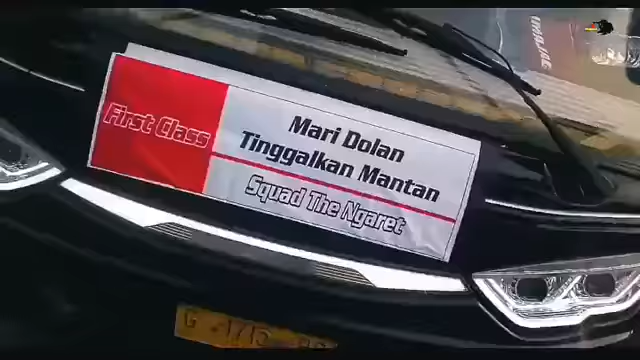 First Class
Mari Dolan
Tinggalkan Mantan
Squad The Ngaret